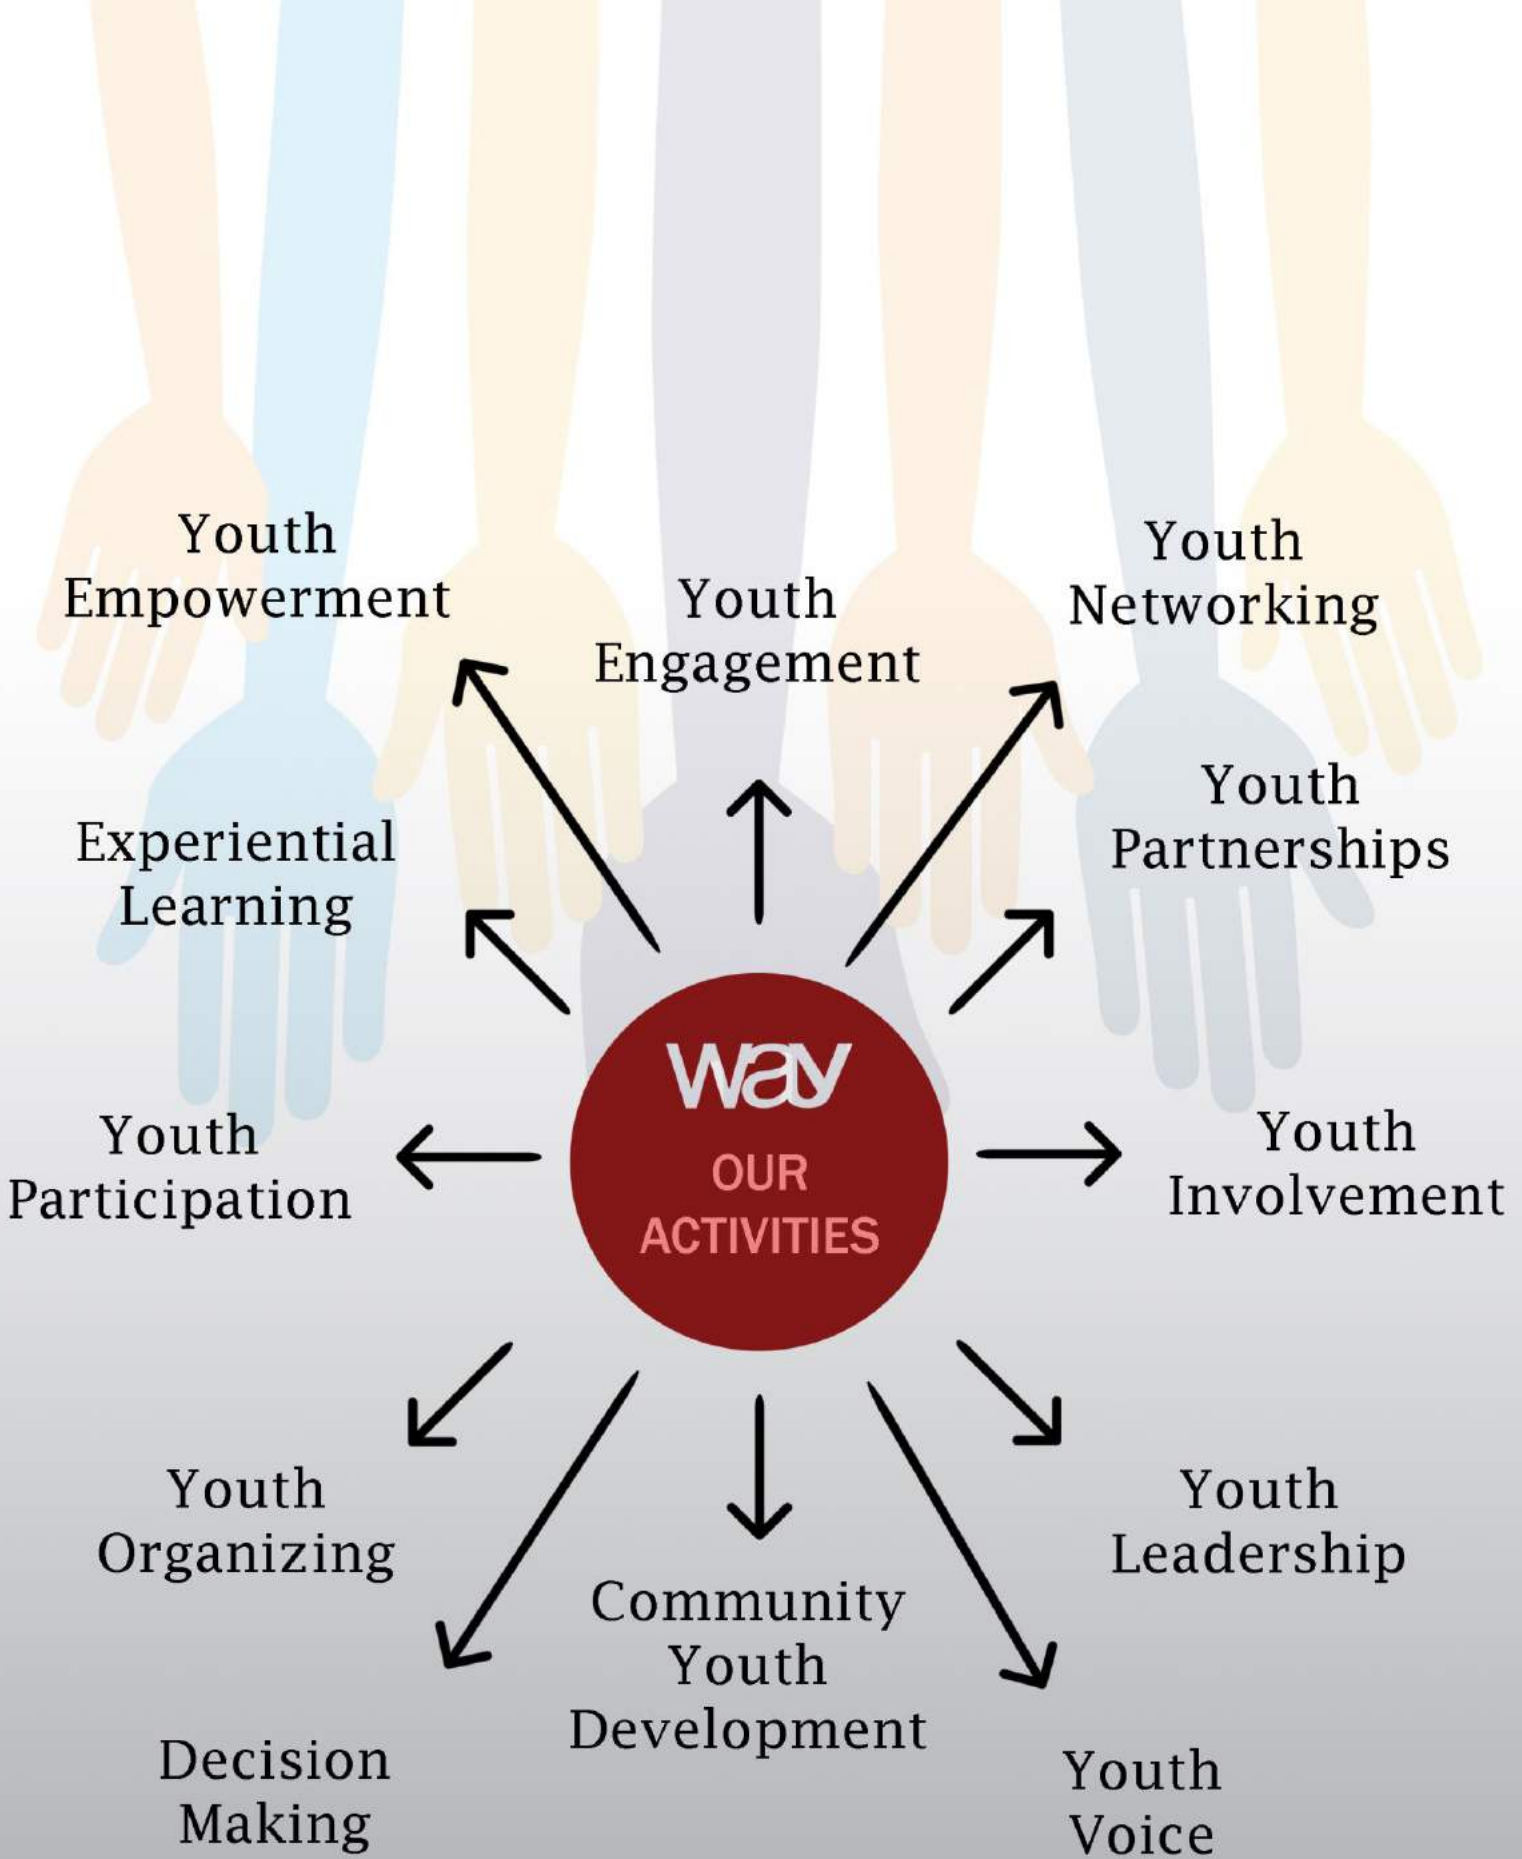 Youth
Empowerment
Youth
Engagement
Youth
Networking
Experiential
Learning
Youth
Partnerships
way
OUR
ACTIVITIES
Youth
Participation
Youth
Involvement
Youth
Organizing
Youth
Leadership
Community
Youth
Development
Decision
Making
Youth
Voice